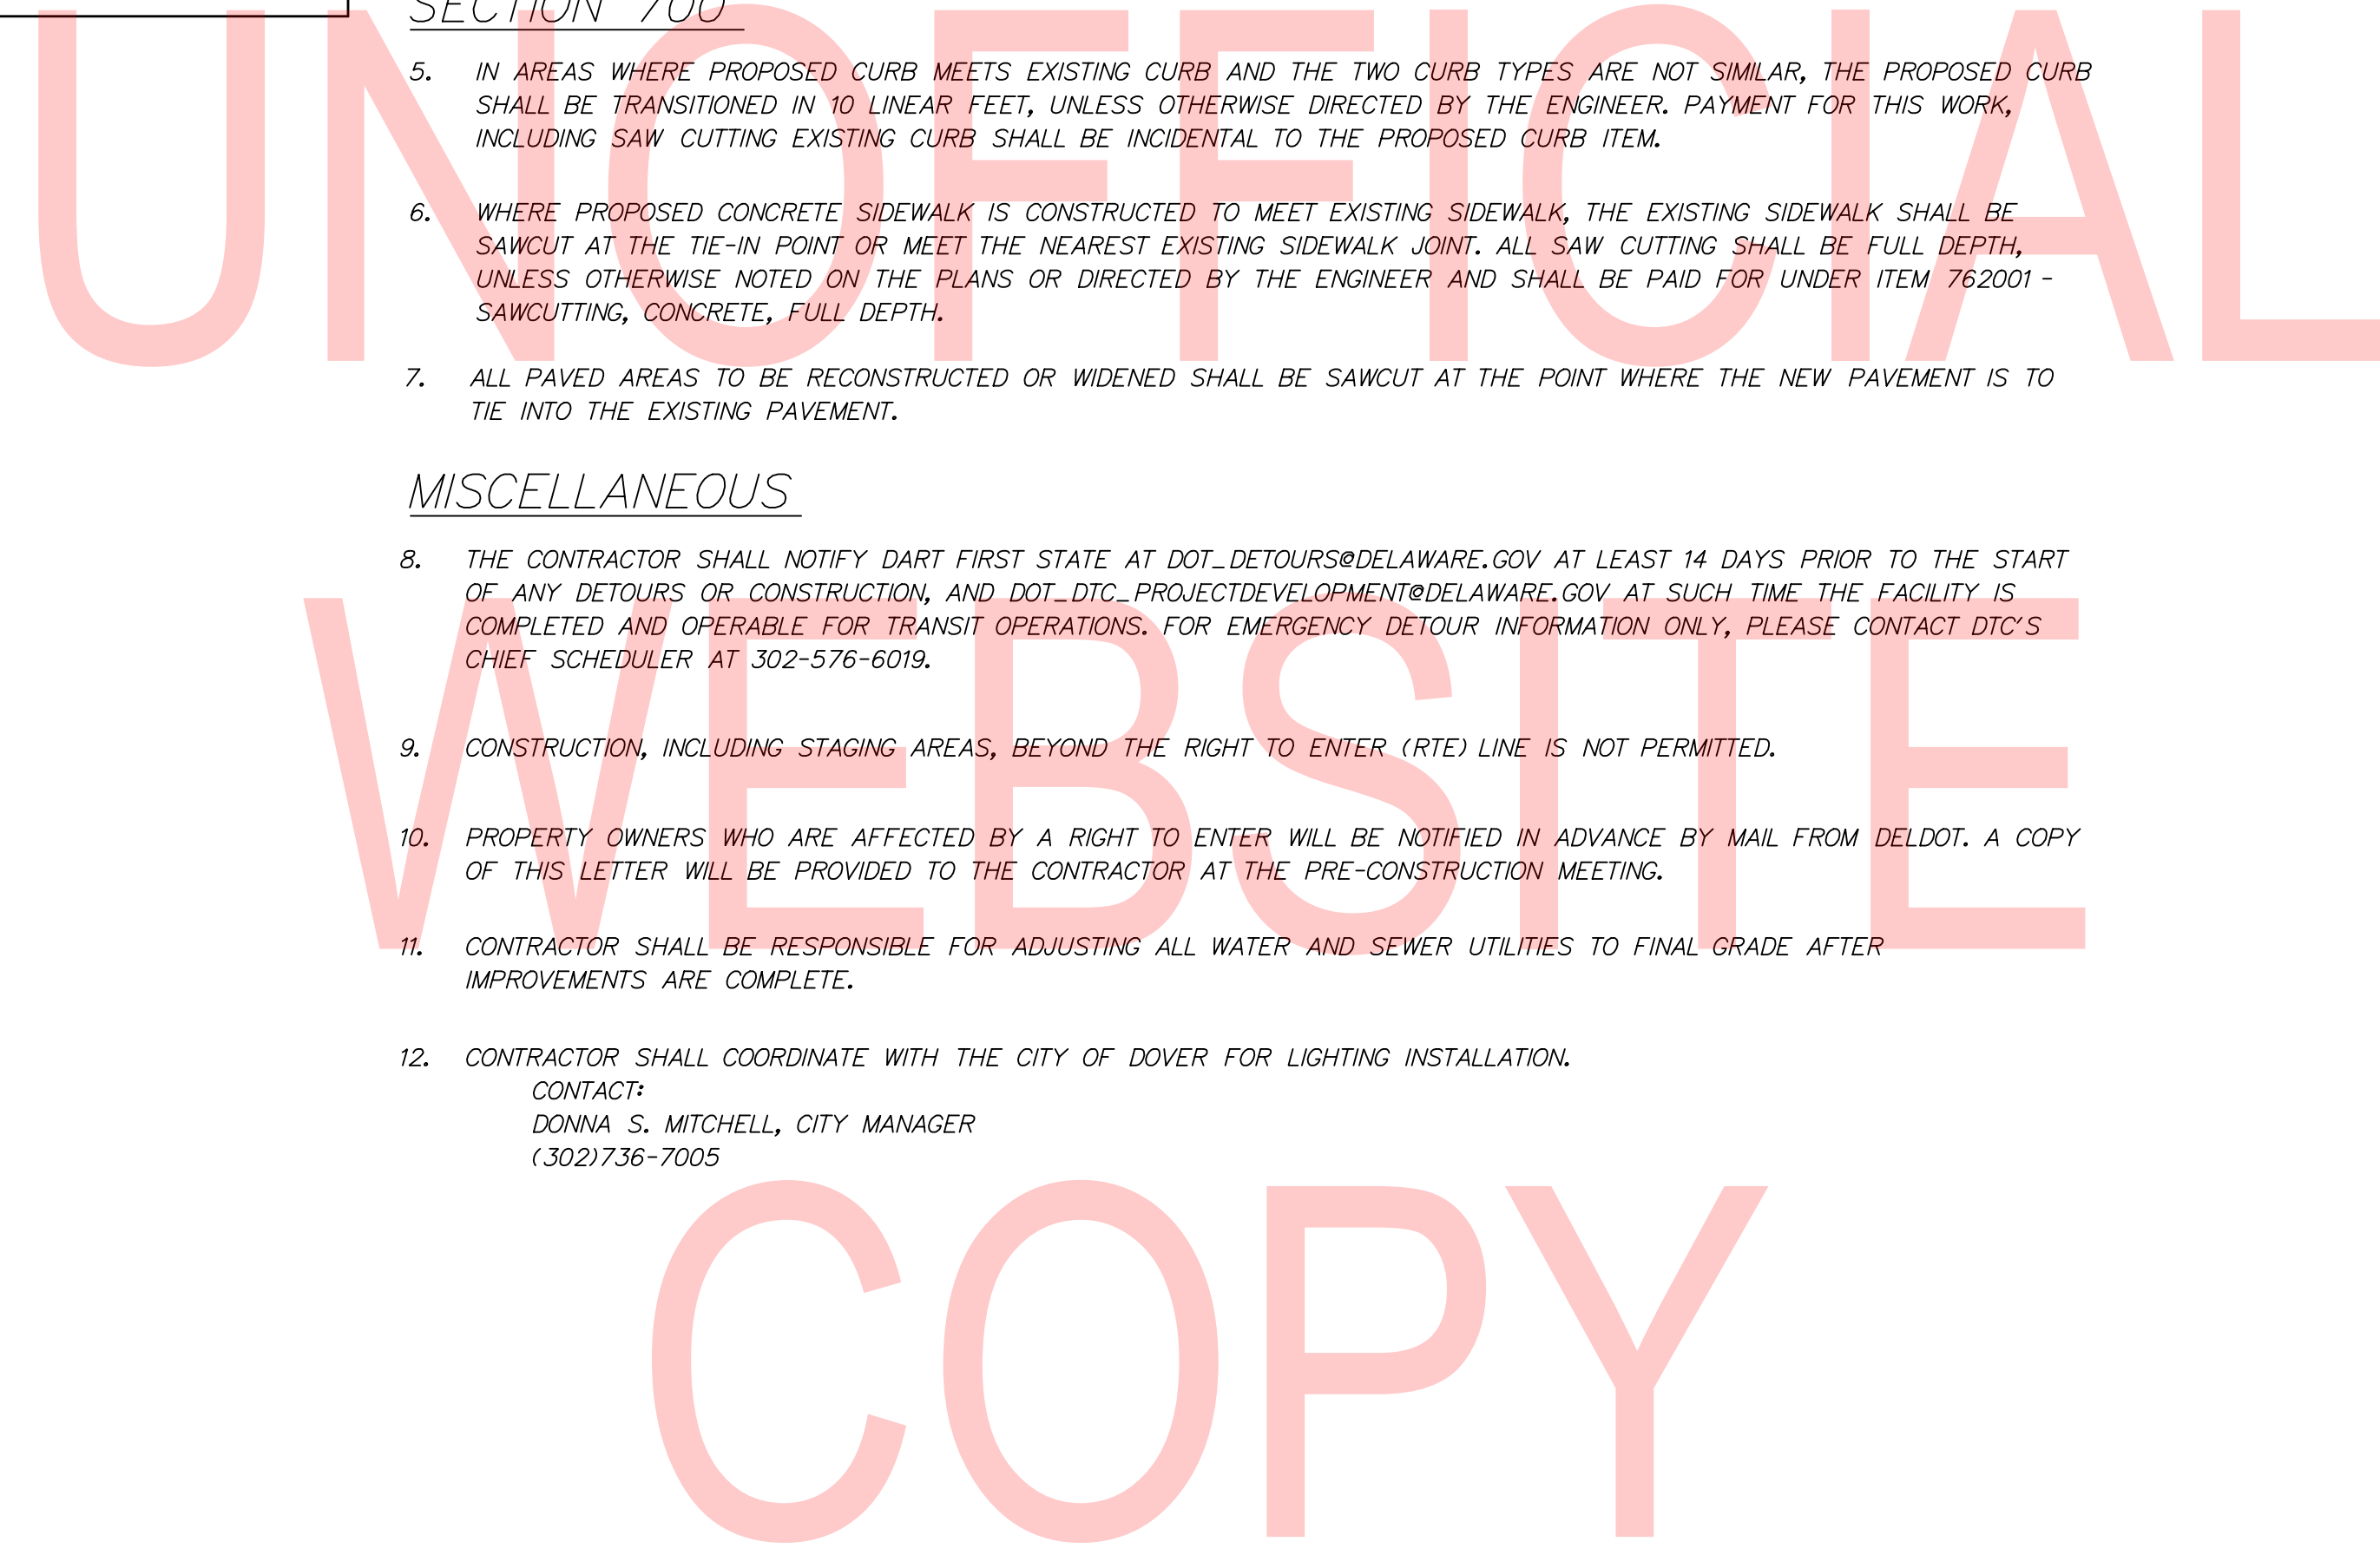 SECTION 700
5. IN AREAS WHERE PROPOSED CURB MEETS EXISTING CURB AND THE TWO CURB TYPES ARE NOT SIMILAR, THE PROPOSED CURB
SHALL BE TRANSITIONED IN 10 LINEAR FEET, UNLESS OTHERWISE DIRECTED BY THE ENGINEER. PAYMENT FOR THIS WORK,
INCLUDING SAW CUTTING EXISTING CURB SHALL BE INCIDENTAL TO THE PROPOSED CURB ITEM.
6. WHERE PROPOSED CONCRETE SIDEWALK IS CONSTRUCTED TO MEET EXISTING SIDEWALK, THE EXISTING SIDEWALK SHALL BE
SAWCUT AT THE TIE-IN POINT OR MEET THE NEAREST EXISTING SIDEWALK JOINT. ALL SAW CUTTING SHALL BE FULL DEPTH,
UNLESS OTHERWISE NOTED ON THE PLANS OR DIRECTED BY THE ENGINEER AND SHALL BE PAID FOR UNDER ITEM 762001 -
SAWCUTTING, CONCRETE, FULL DEPTH.
7. ALL PAVED AREAS TO BE RECONSTRUCTED OR WIDENED SHALL BE SAWCUT AT THE POINT WHERE THE NEW PAVEMENT IS TO
TIE INTO THE EXISTING PAVEMENT.
MISCELLANEOUS
8. THE CONTRACTOR SHALL NOTIFY DART FIRST STATE AT DOT_DETOURS@DELAWARE.GOV AT LEAST 14 DAYS PRIOR TO THE START
OF ANY DETOURS OR CONSTRUCTION, AND DOT_DTC_PROJECTDEVELOPMENT@DELAWARE.GOV AT SUCH TIME THE FACILITY IS
COMPLETED AND OPERABLE FOR TRANSIT OPERATIONS. FOR EMERGENCY DETOUR INFORMATION ONLY, PLEASE CONTACT DTC'S
CHIEF SCHEDULER AT 302-576-6019.
9. CONSTRUCTION, INCLUDING STAGING AREAS, BEYOND THE RIGHT TO ENTER (RTE) LINE IS NOT PERMITTED.
10. PROPERTY OWNERS WHO ARE AFFECTED BY A RIGHT TO ENTER WILL BE NOTIFIED IN ADVANCE BY MAIL FROM DELDOT. A COPY
OF THIS LETTER WILL BE PROVIDED TO THE CONTRACTOR AT THE PRE-CONSTRUCTION MEETING.
11. CONTRACTOR SHALL BE RESPONSIBLE FOR ADJUSTING ALL WATER AND SEWER UTILITIES TO FINAL GRADE AFTER
IMPROVEMENTS ARE COMPLETE.
12. CONTRACTOR SHALL COORDINATE WITH THE CITY OF DOVER FOR LIGHTING INSTALLATION.
CONTACT:
DONNA S. MITCHELL, CITY MANAGER
(302)736-7005
UNOFFICIAL
WEBSITE
COPY